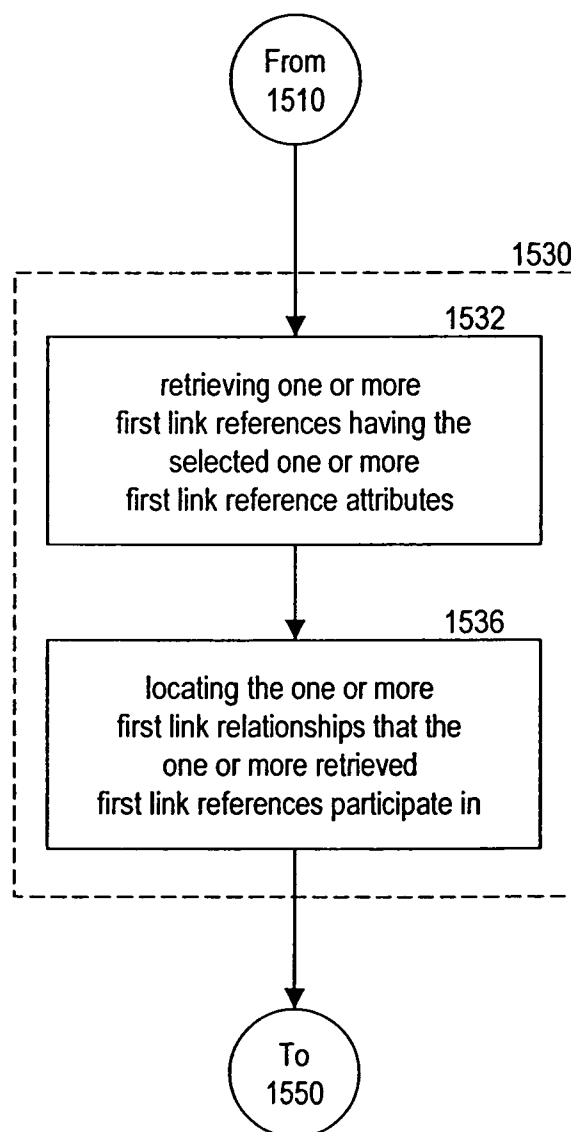 From
1510
1530
1532
retrieving one or more
first link references having the
selected one or more
first link reference attributes
1536
locating the one or more
first link relationships that the
one or more retrieved
first link references participate in
To
1550